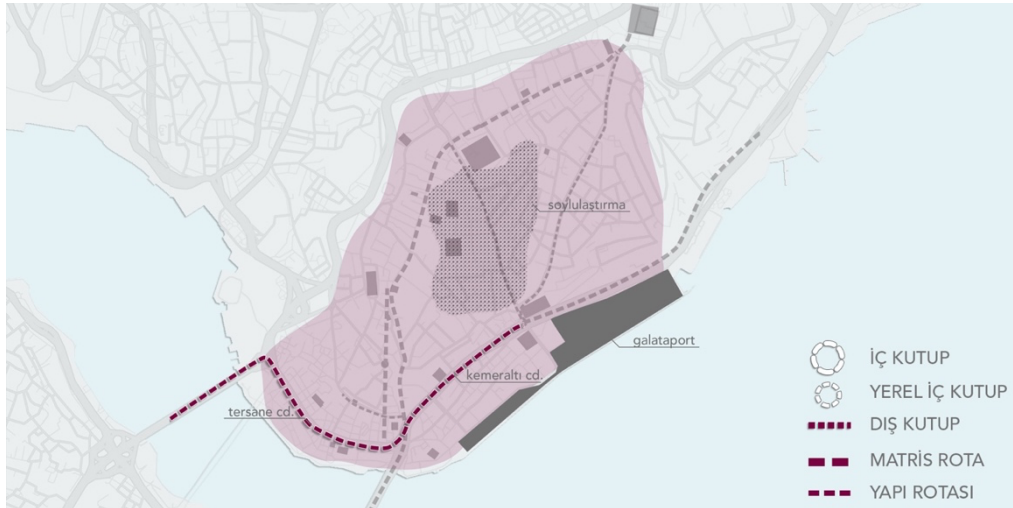 soylulaştırma
galataport
kemeraltı cd.
tersane cd.
İÇ KUTUP
YEREL İÇ KUTUP
DIŞ KUTUP
MATRİS ROTA
YAPI ROTASI